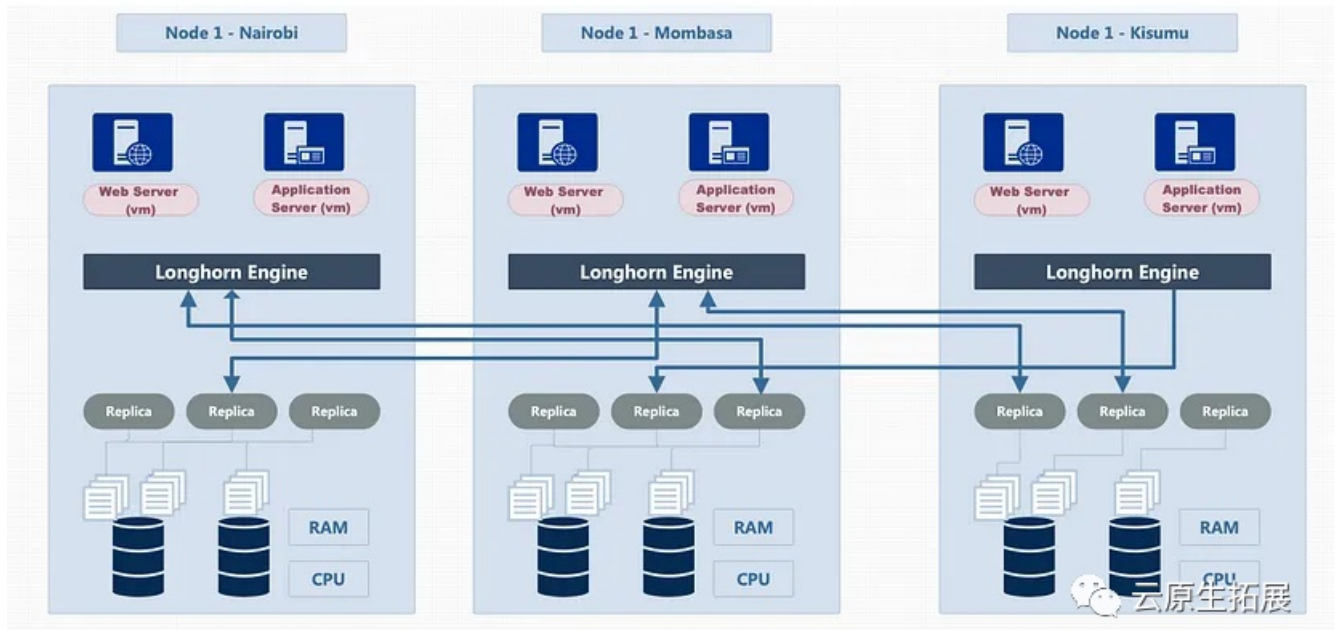 Node 1 - Nairobi
Node 1 - Mombasa
Node 1 - Kisumu
Web Server
(vm)
Application
Server (vm)
Web Server
(vm)
Application
Server (vm)
Web Server
(vm)
Application
Server (vm)
Longhorn Engine
Longhorn Engine
Longhorn Engine
Replica
Replica
Replica
Replica
Replica
Replica
Replica
Replica
Replica
RAM
RAM
RAM
CPU
CPU
CPU
云原生拓展